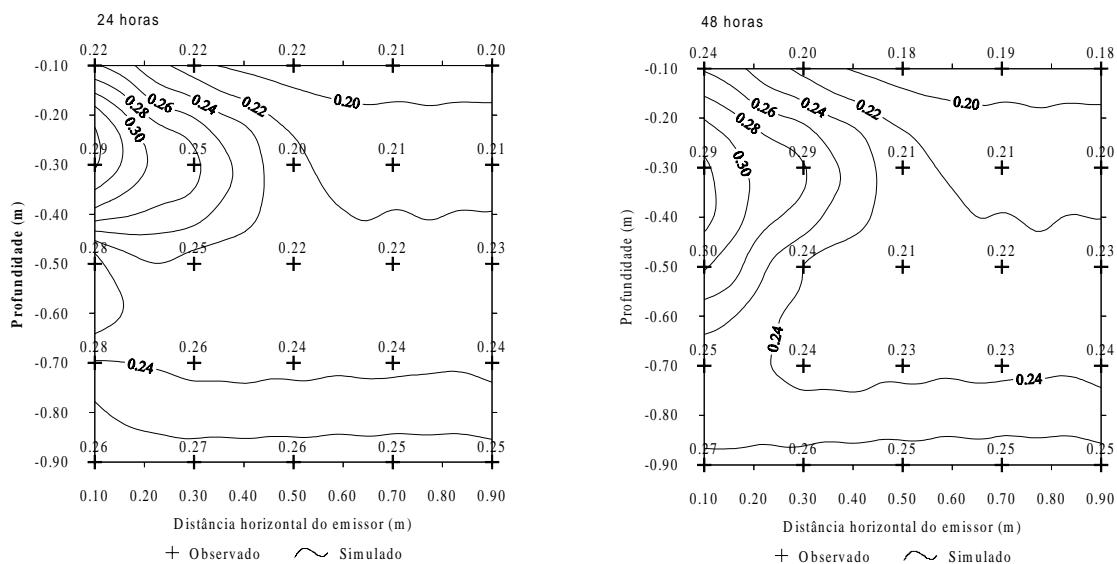 24 horas
0.22 0.22 0.22 0.21 0.20
-0.10
-0.20
-0.30
-0.40
-0.50
-0.60
-0.70
-0.80
-0.90
0.28 0.26 0.24 0.22 0.20
0.30
0.29 0.25 0.20 0.21 0.21
0.28 0.25 0.22 0.22 0.23
0.28 0.26 0.24 0.24 0.24
0.24
0.26 0.27 0.26 0.25 0.25
0.10 0.20 0.30 0.40 0.50 0.60 0.70 0.80 0.90
Profundidade (m)
Distância horizontal do emissor (m)
+ Observado Simulado
48 horas
0.24 0.20 0.18 0.19 0.18
-0.10
-0.20
-0.30
-0.40
-0.50
-0.60
-0.70
-0.80
-0.90
0.26 0.24 0.22 0.20
0.28
0.30
0.29 0.29 0.21 0.21 0.20
0.30 0.24 0.21 0.22 0.23
0.24
0.25 0.24 0.23 0.23 0.24
0.24
0.27 0.26 0.25 0.25 0.25
0.10 0.20 0.30 0.40 0.50 0.60 0.70 0.80 0.90
Profundidade (m)
Distância horizontal do emissor (m)
+ Observado Simulado